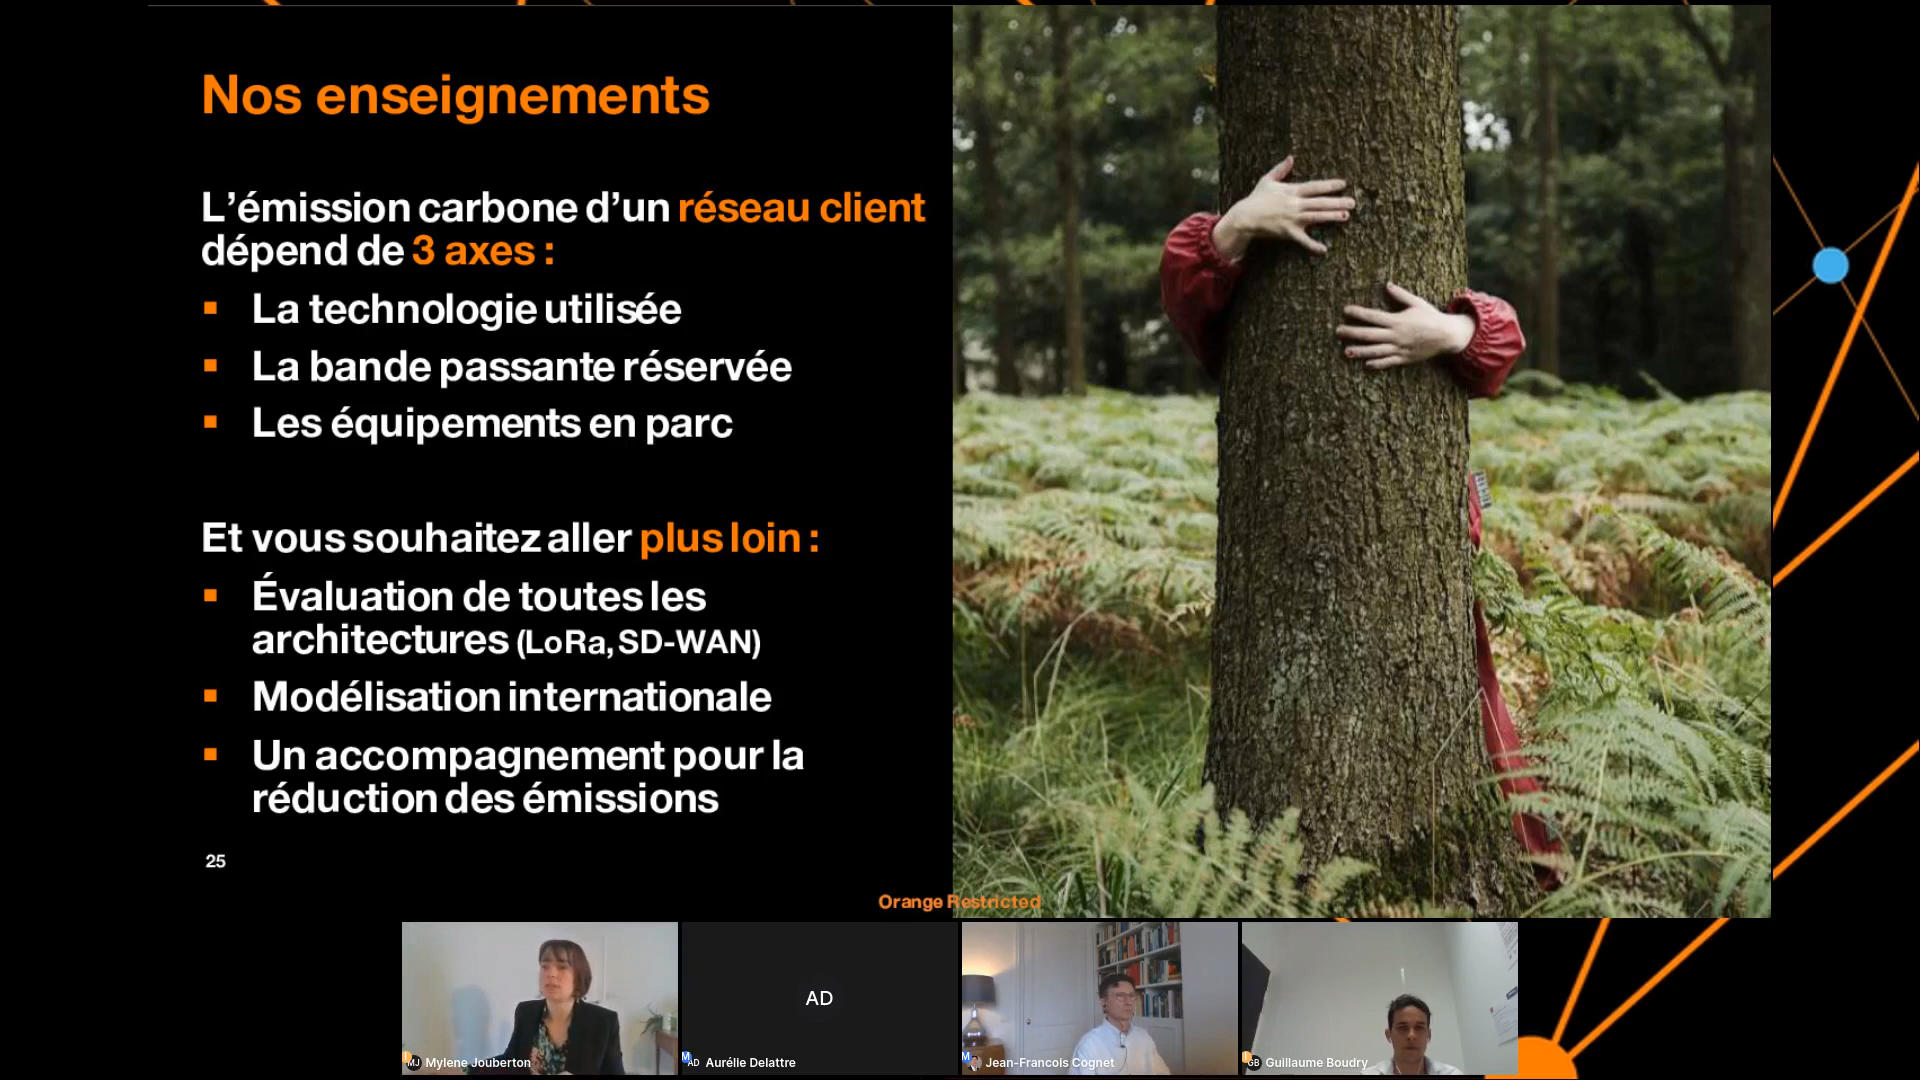 Nos enseignements
L’émission carbone d’un réseau client
dépend de 3 axes :
▪ La technologie utilisée
▪ La bande passante réservée
▪ Les équipements en parc
Et vous souhaitez aller plus loin :
▪ Évaluation de toutes les
architectures (LoRa, SD-WAN)
▪ Modélisation internationale
▪ Un accompagnement pour la
réduction des émissions
25
Orange Restricted
AD
MJ Mylene Jouberton
M AD Aurélie Delattre
M Jean-Francois Cognet
GB Guillaume Boudry